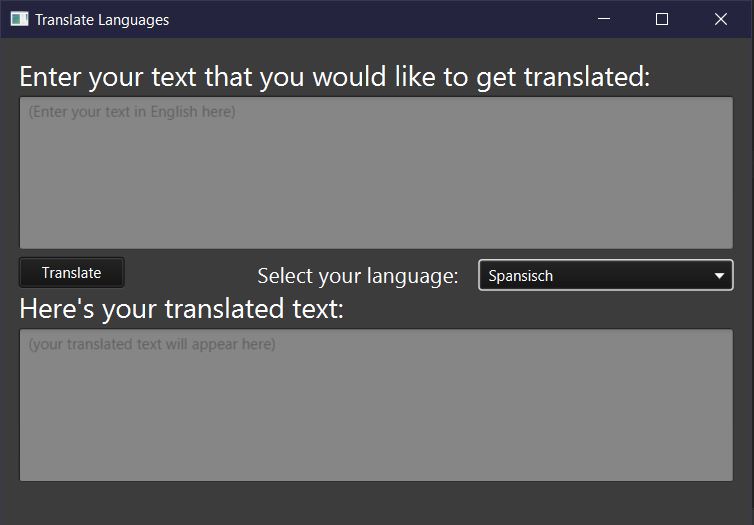 Translate Languages
Enter your text that you would like to get translated:
(Enter your text in English here)
Translate
Select your language:
Spansisch
Here's your translated text:
(your translated text will appear here)